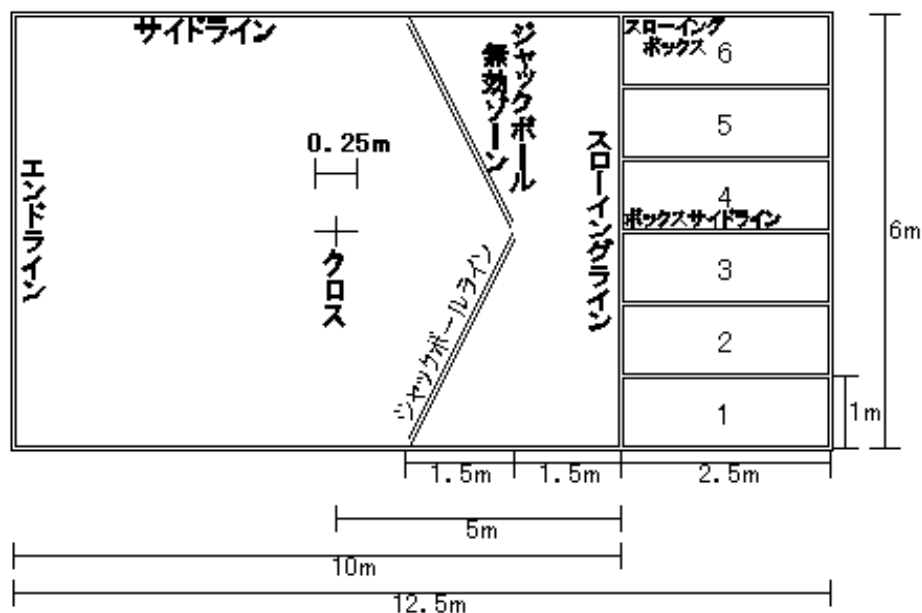 サイドライン
エンドライン
0.25m
クロス
ジャックボール
無効ゾーン
ジャックボールライン
スローイングライン
スローイング
ボックス
6
5
4
ボックスサイドライン
3
2
1
6m
1m
1.5m
1.5m
2.5m
5m
10m
12.5m